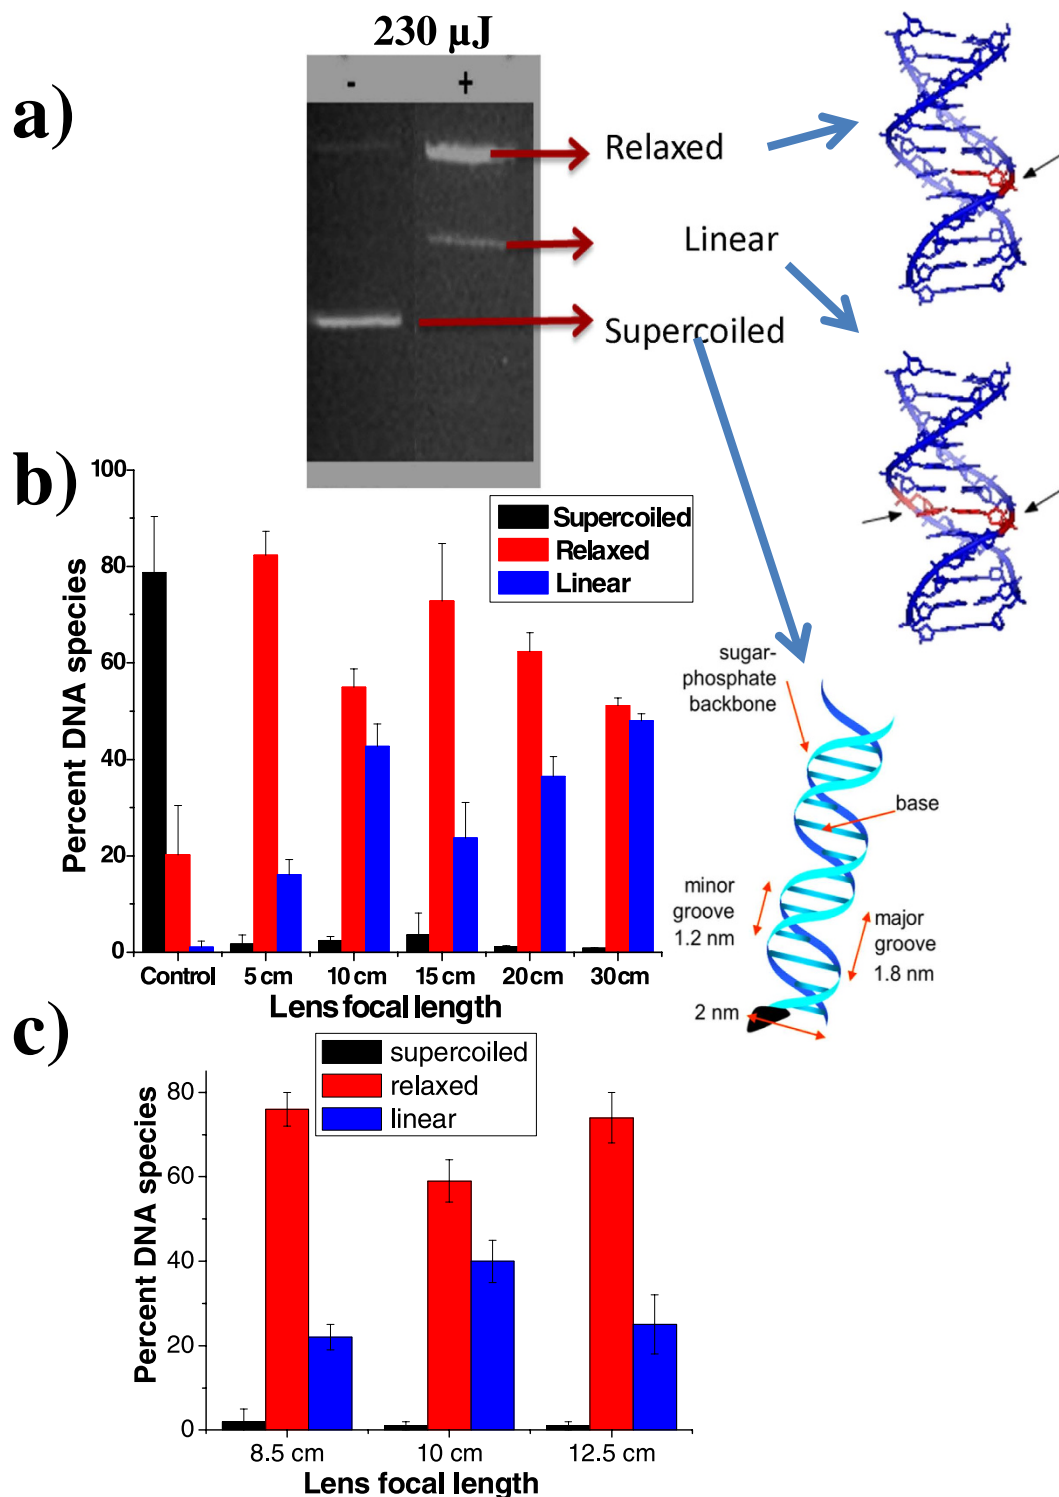 230 µJ
a)
-
+
Relaxed
Linear
Supercoiled
b)
100
80
60
40
20
0
Percent DNA species
Supercoiled
Relaxed
Linear
Control
5 cm
10 cm
15 cm
20 cm
30 cm
Lens focal length
sugar-
phosphate
backbone
base
minor
groove
1.2 nm
major
groove
1.8 nm
2 nm
c)
80
60
40
20
0
Percent DNA species
supercoiled
relaxed
linear
8.5 cm
10 cm
12.5 cm
Lens focal length